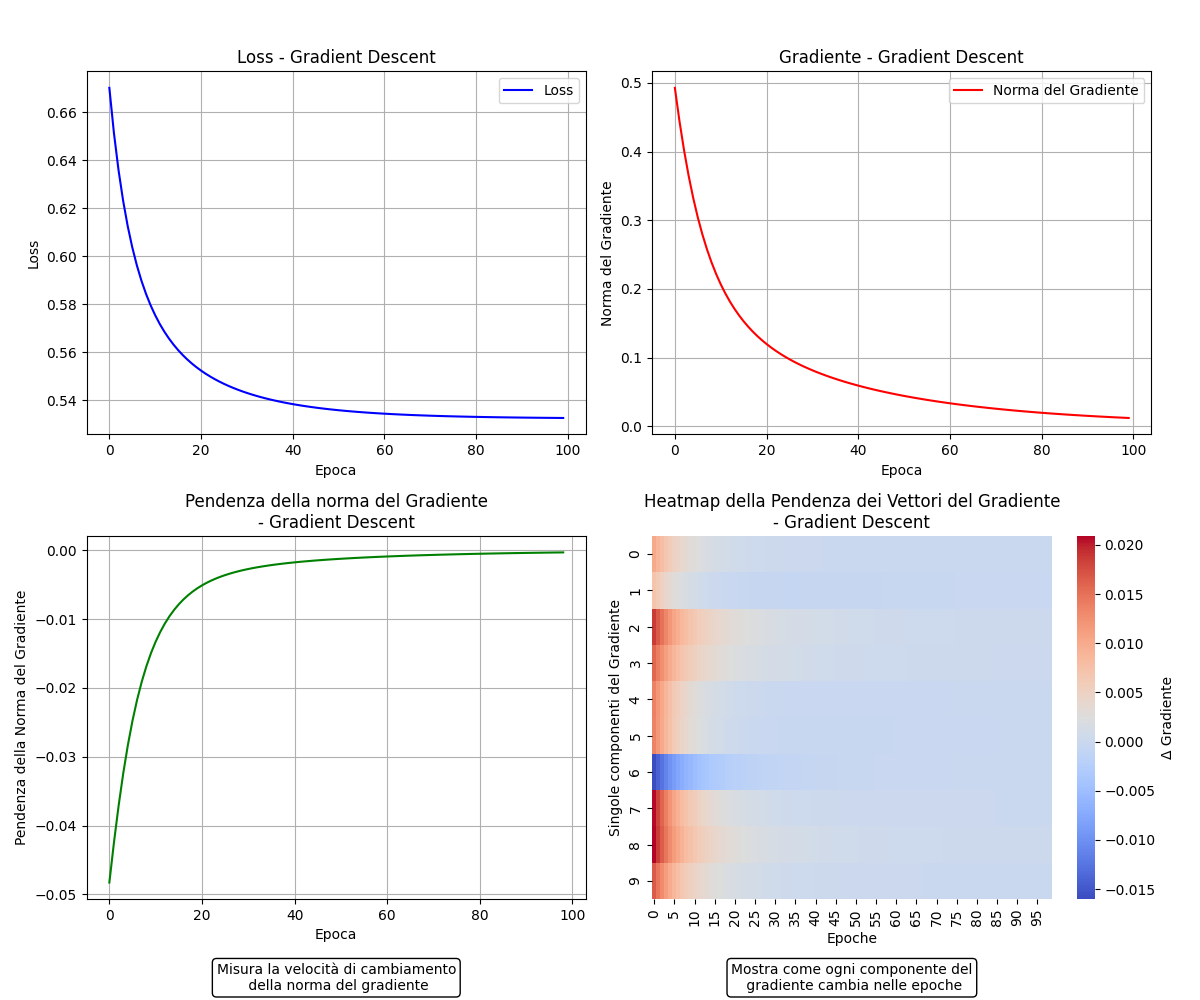 Loss - Gradient Descent
Loss
0.66
0.64
0.62
0.60
0.58
0.56
0.54
Loss
0 20 40 60 80 100
Epoca
Gradiente - Gradient Descent
Norma del Gradiente
0.5
0.4
0.3
0.2
0.1
0.0
Norma del Gradiente
0 20 40 60 80 100
Epoca
Pendenza della norma del Gradiente
- Gradient Descent
0.00
−0.01
−0.02
−0.03
−0.04
−0.05
Pendenza della Norma del Gradiente
0 20 40 60 80 100
Epoca
Misura la velocità di cambiamento
della norma del gradiente
Heatmap della Pendenza dei Vettori del Gradiente
- Gradient Descent
0
1
2
3
4
5
6
7
8
9
Singole componenti del Gradiente
0 5 10 15 20 25 30 35 40 45 50 55 60 65 70 75 80 85 90 95
Epoche
0.020
0.015
0.010
0.005
0.000
−0.005
−0.010
−0.015
Δ Gradiente
Mostra come ogni componente del
gradiente cambia nelle epoche